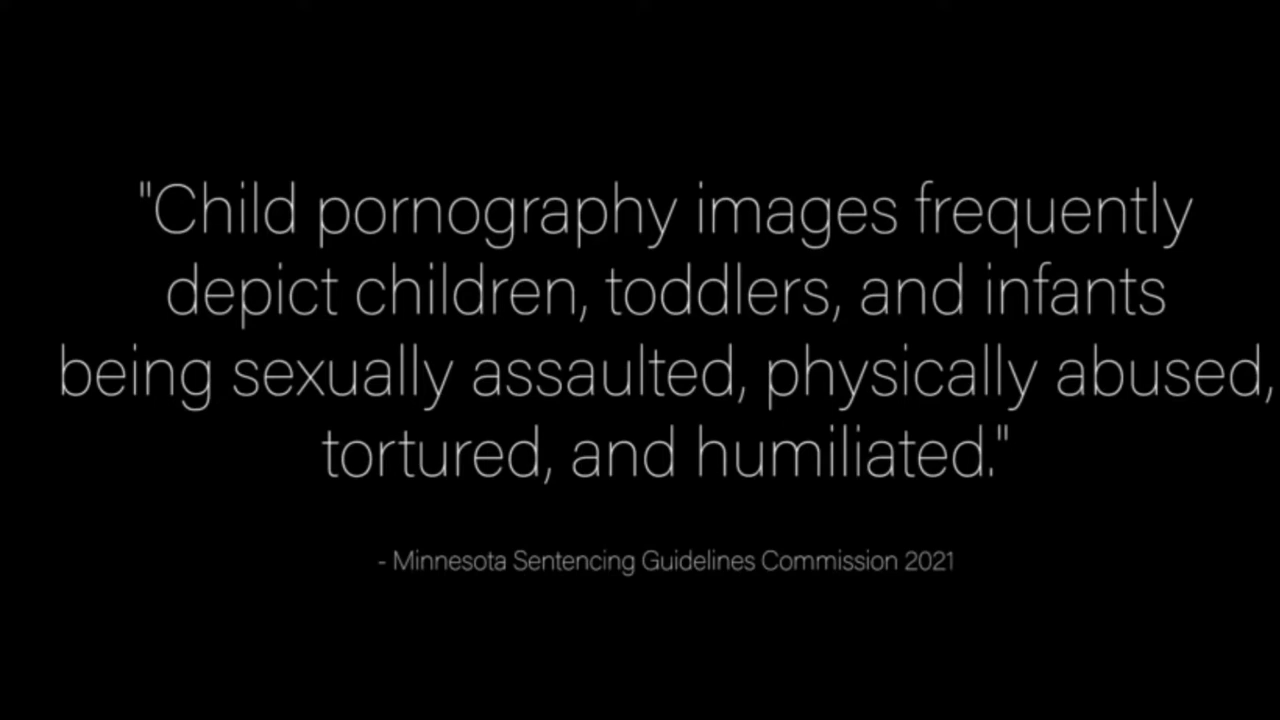 "Child pornography images frequently
depict children, toddlers, and infants
being sexually assaulted, physically abused,
tortured, and humiliated."
- Minnesota Sentencing Guidelines Commission 2021